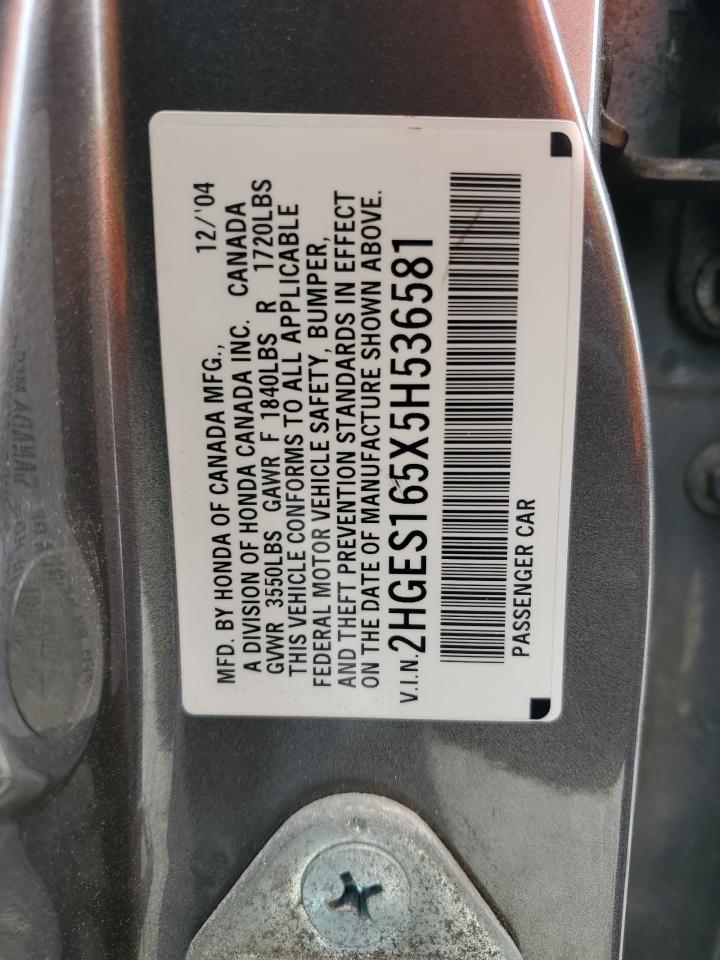 MFD. BY HONDA OF CANADA MFG., 12/'04
A DIVISION OF HONDA CANADA INC. CANADA
GVWR 3550LBS GAWR F 1840LBS R 1720LBS
THIS VEHICLE CONFORMS TO ALL APPLICABLE
FEDERAL MOTOR VEHICLE SAFETY, BUMPER,
AND THEFT PREVENTION STANDARDS IN EFFECT
ON THE DATE OF MANUFACTURE SHOWN ABOVE.
V.I.N. 2HGES165X5H536581
PASSENGER CAR